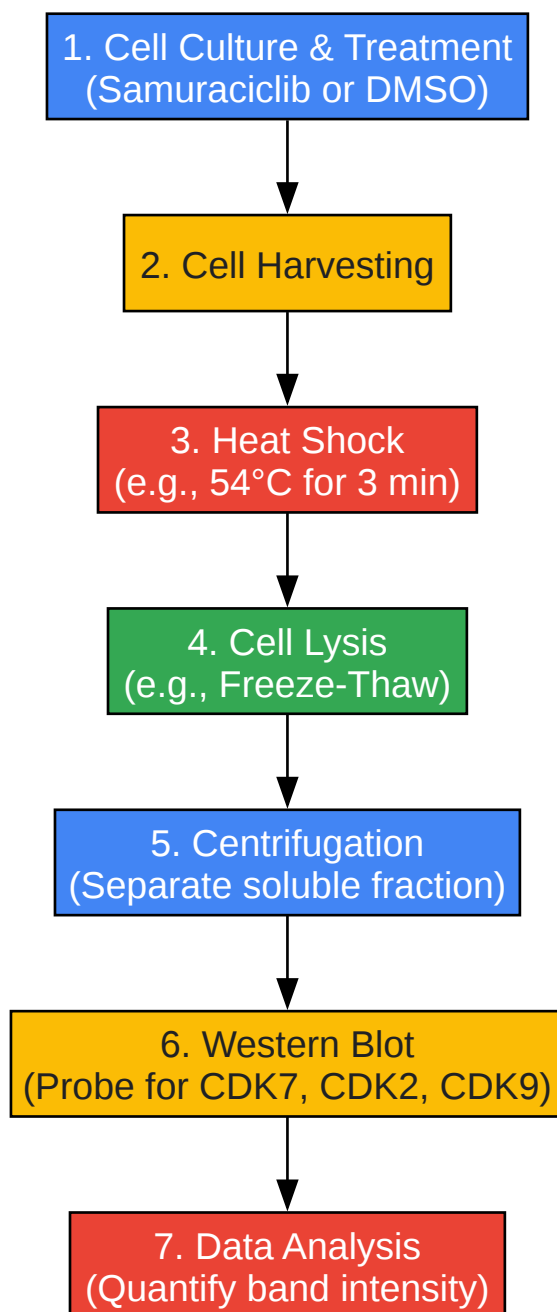 1. Cell Culture & Treatment
(Samuraciclib or DMSO)
2. Cell Harvesting
3. Heat Shock
(e.g., 54°C for 3 min)
4. Cell Lysis
(e.g., Freeze-Thaw)
5. Centrifugation
(Separate soluble fraction)
6. Western Blot
(Probe for CDK7, CDK2, CDK9)
7. Data Analysis
(Quantify band intensity)